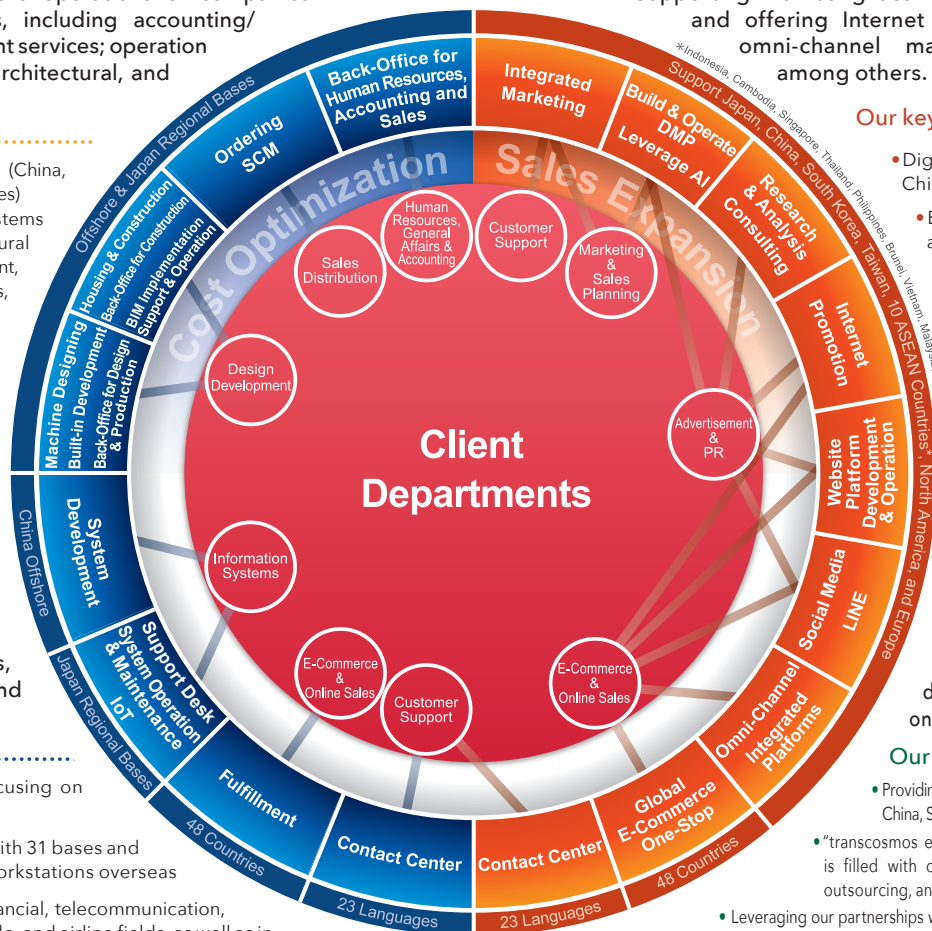 s, including accounting/
nt services; operation
rchitectural, and
and offering Internet
omni-channel ma
among others.
Our key
•Dig
Chi
• E
a
(China,
es)
stems
ural
nt,
s,
Offshore & Japan Regional Bases
Back-Office for
Human Resources,
Accounting and
Sales
Ordering
SCM
Housing & Construction
Back-Office for Construction
BIM Implementation
Support & Operation
Machine Designing
Built-in Development
Back-Office for Design
& Production
China Offshore
System
Development
Japan Regional Bases
Support Desk
System Operation
& Maintenance
IoT
48 Countries
Fulfillment
23 Languages
Contact Center
Cost Optimization
Integrated
Marketing
Build & Operate
DMP
Leverage AI
Research
& Analysis
Consulting
Internet
Promotion
Website
Platform
Development
& Operation
Social Media
LINE
Omni-Channel
Integrated
Platforms
Global
E-Commerce
One-Stop
48 Countries
Contact Center
23 Languages
Sales Expansion
Support Japan, China, South Korea, Taiwan, 10 ASEAN Countries*, North America, and Europe
*Indonesia, Cambodia, Singapore, Thailand, Philippines, Brunei, Vietnam, Malaysia,
Human
Resources,
General
Affairs &
Accounting
Customer
Support
Sales
Distribution
Marketing
&
Sales
Planning
Design
Development
Advertisement
&
PR
Client
Departments
Information
Systems
E-Commerce
&
Online Sales
Customer
Support
E-Commerce
&
Online Sales
s,
nd
cusing on
ith 31 bases and
orkstations overseas
ancial, telecommunication,
d
on
Our
• Providin
China, S
• "transcosmos e
is filled with c
outsourcing, an
• Leveraging our partnerships w